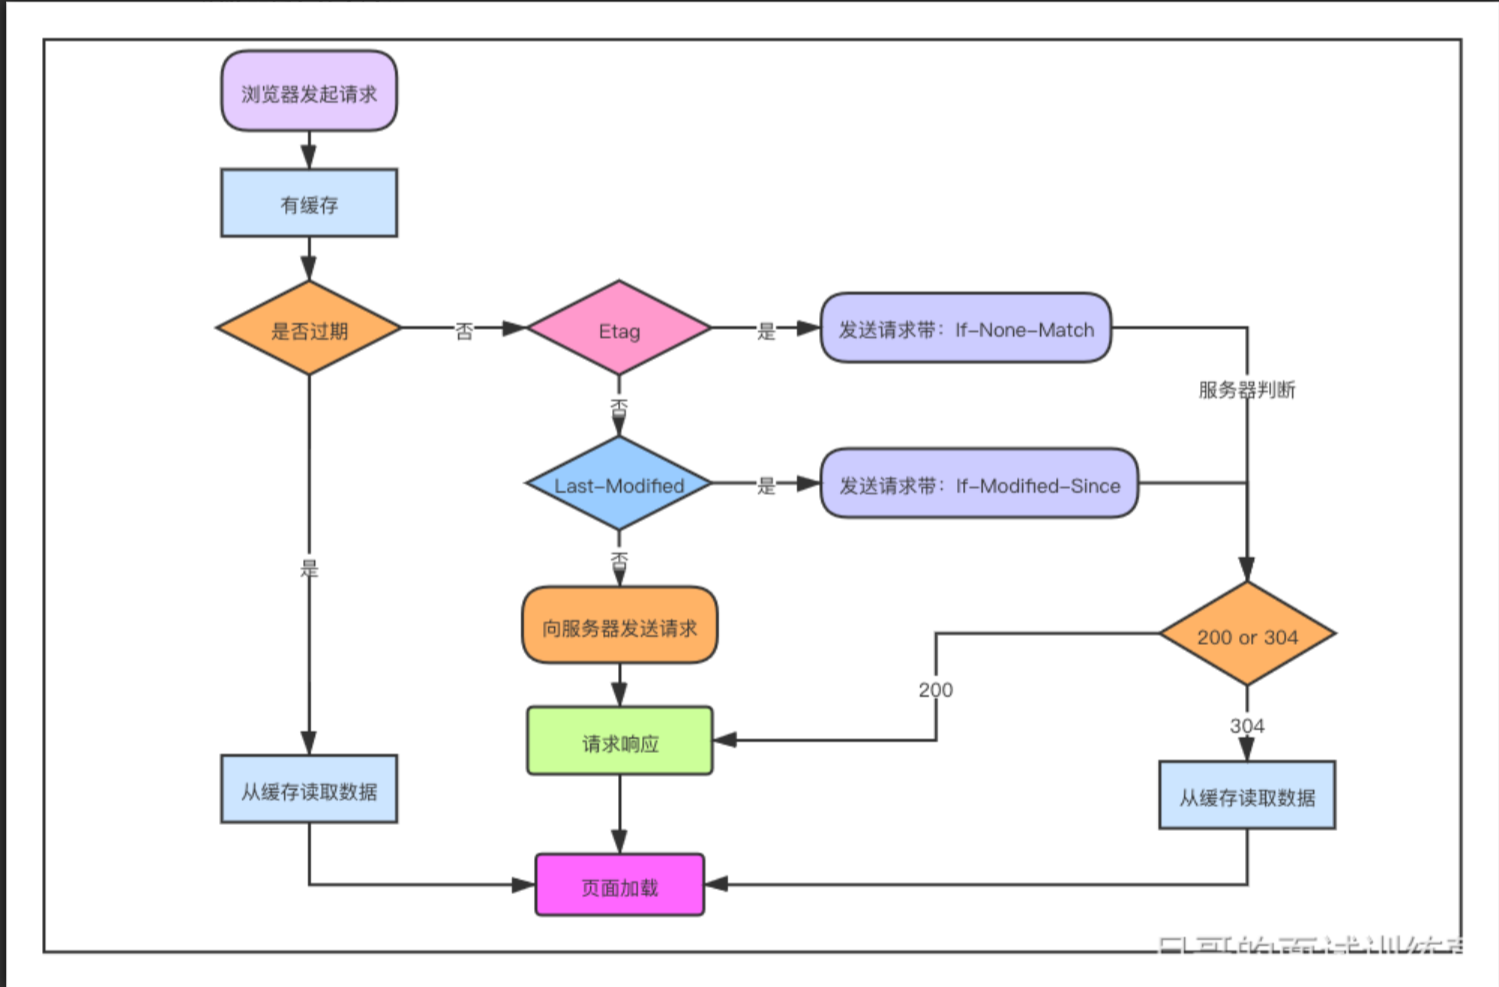 浏览器发起请求
有缓存
是否过期
否
Etag
是
发送请求带：If-None-Match
服务器判断
否
Last-Modified
是
发送请求带：If-Modified-Since
是
否
向服务器发送请求
200 or 304
200
304
请求响应
从缓存读取数据
从缓存读取数据
页面加载